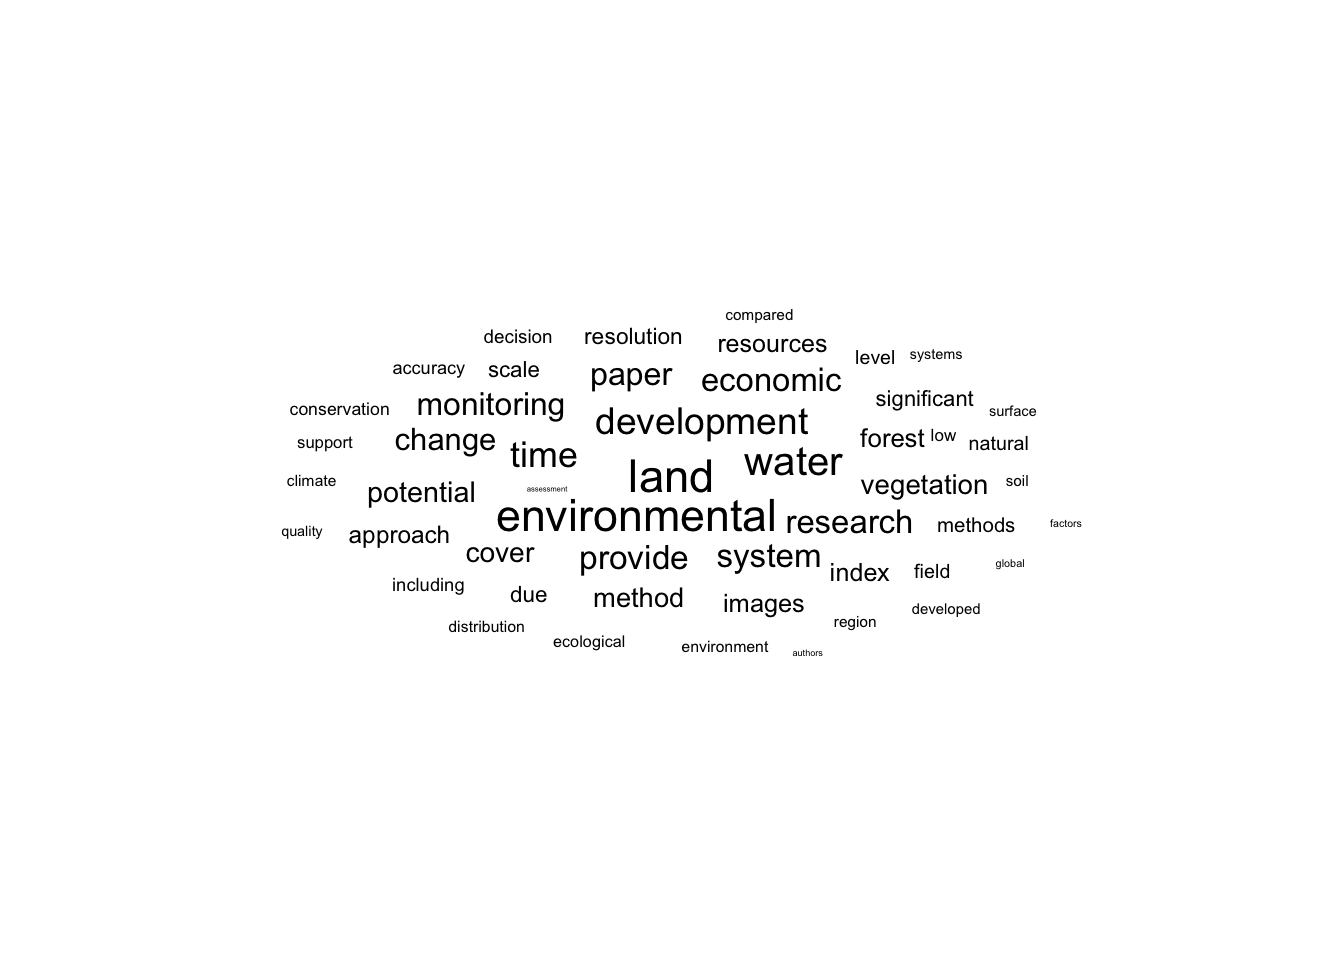 compared
decision resolution resources
level systems
accuracy scale paper economic
conservation monitoring development significant surface
support change time forest low natural
land water
climate potential assessment vegetation soil
quality approach environmental research methods factors
cover provide system index field global
including due method images developed
distribution region
ecological environment authors